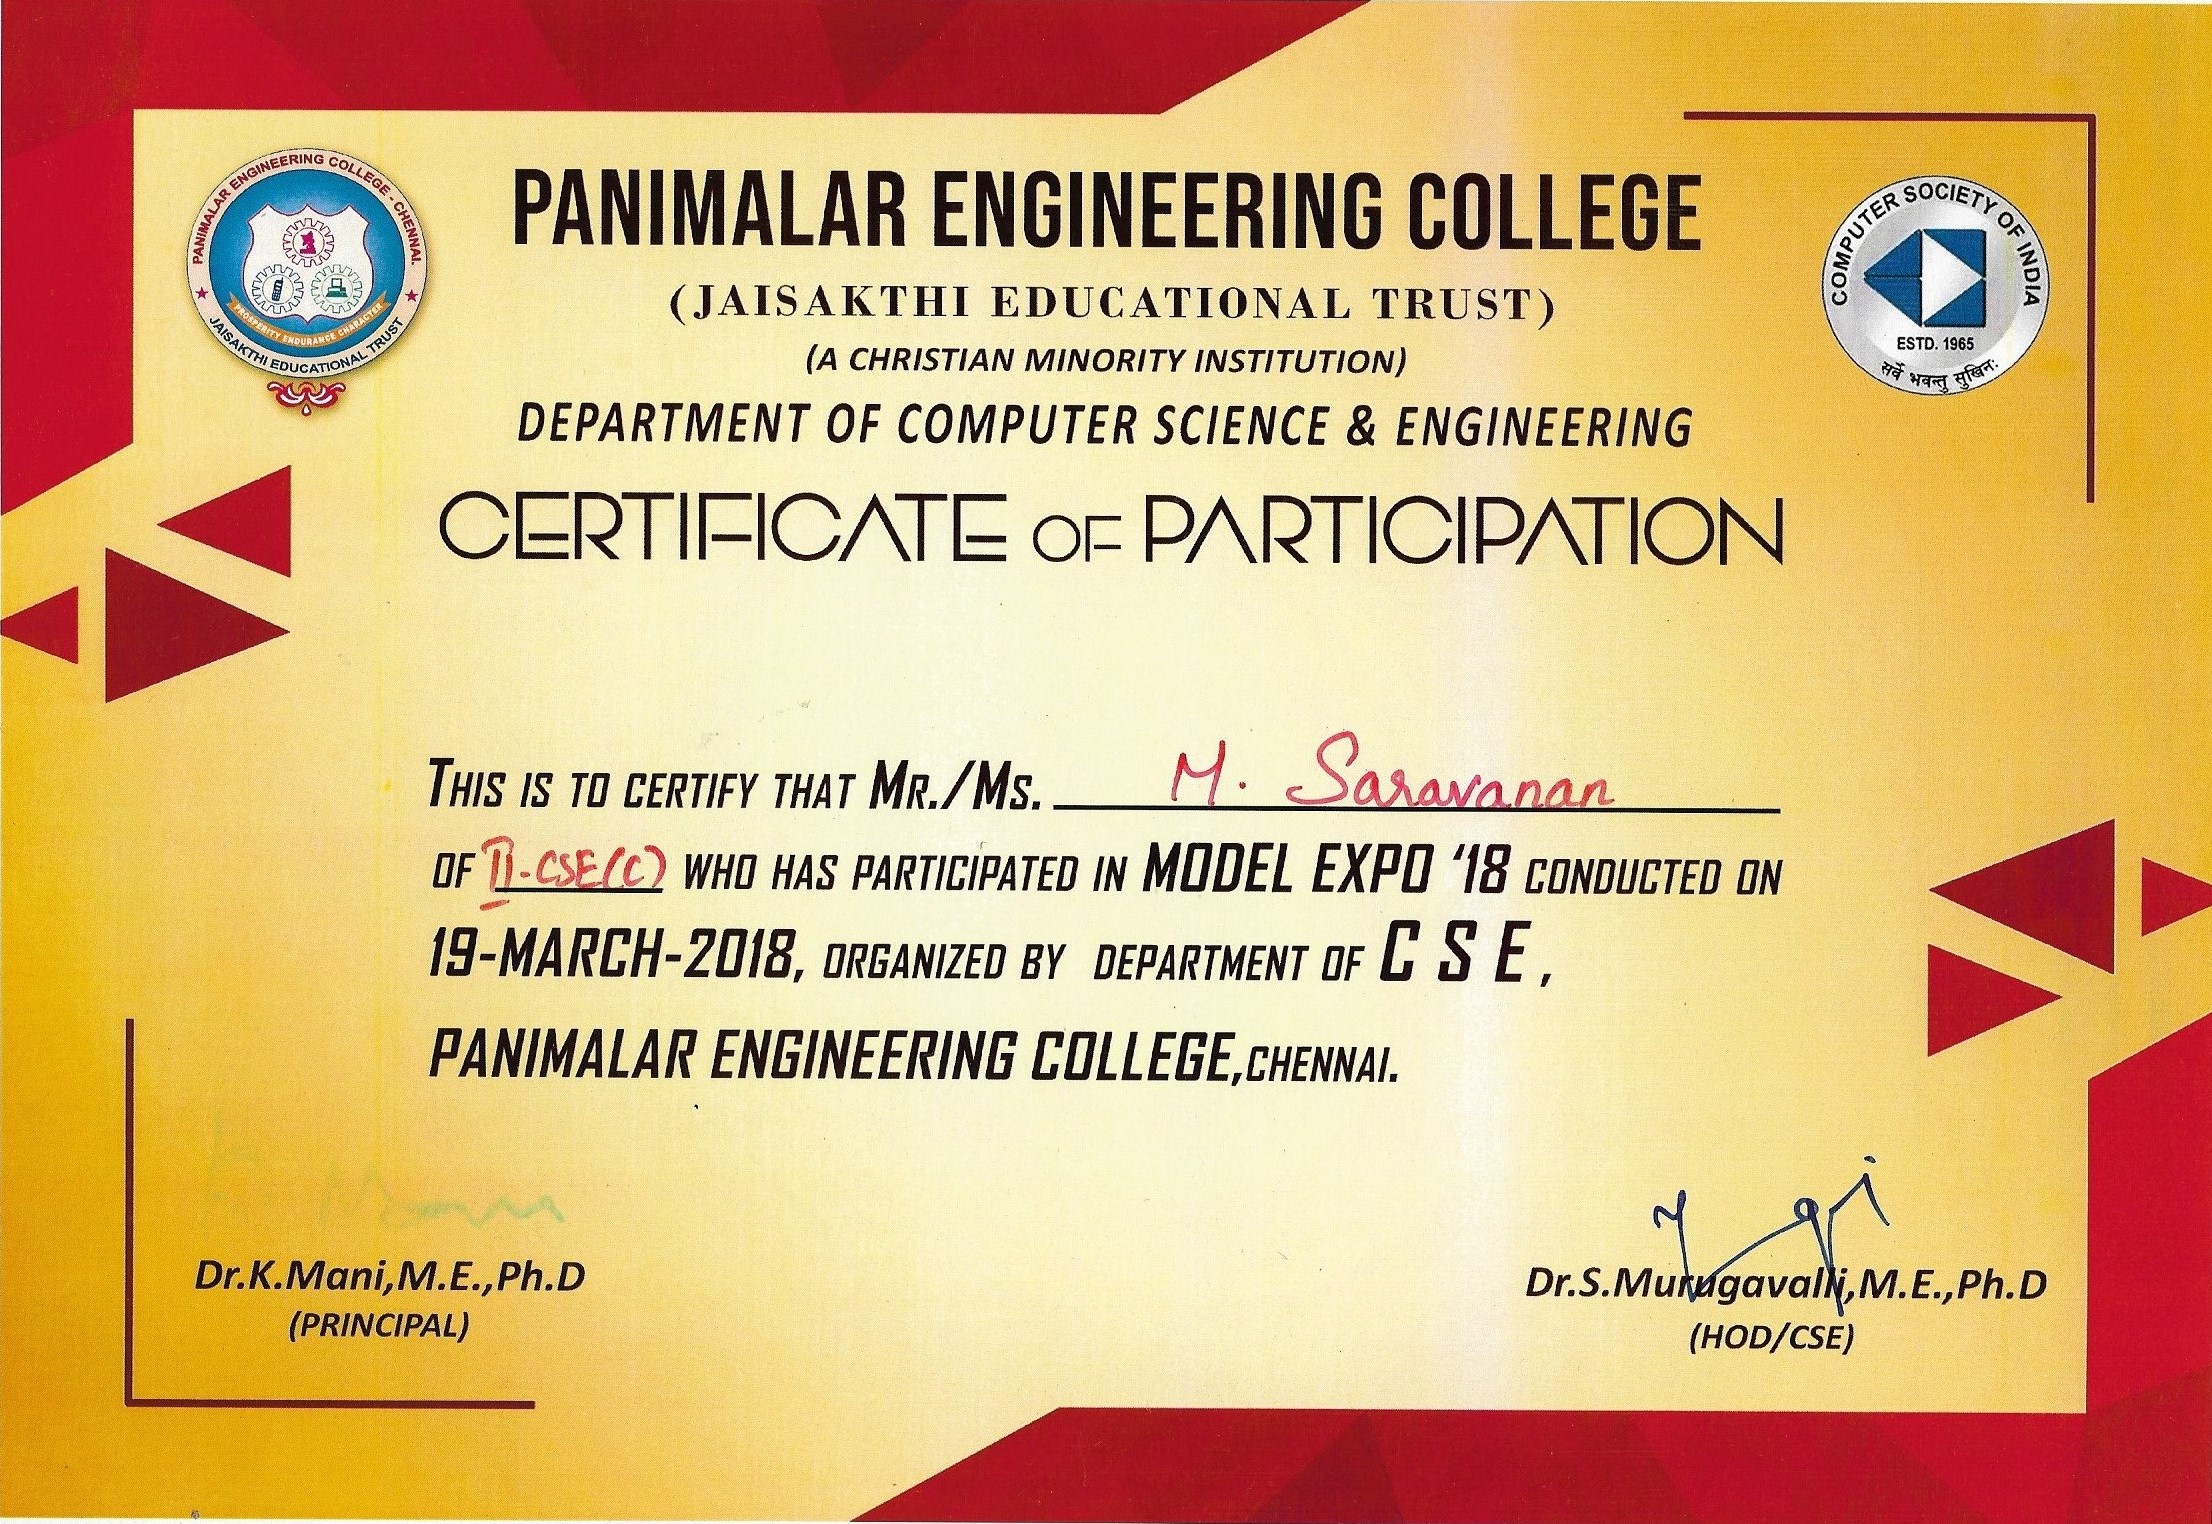 PANIMALAR ENGINEERING COLLEGE - CHENNAI.
PROSPERITY ENDURANCE CHARACTER
JAISAKTHI EDUCATIONAL TRUST
PANIMALAR ENGINEERING COLLEGE
(JAISAKTHI EDUCATIONAL TRUST)
(A CHRISTIAN MINORITY INSTITUTION)
DEPARTMENT OF COMPUTER SCIENCE & ENGINEERING
COMPUTER SOCIETY OF INDIA
ESTD. 1965
सर्वे भवन्तु सुखिनः
CERTIFICATE OF PARTICIPATION
THIS IS TO CERTIFY THAT MR./MS. M. Saravanan
OF II-CSE(C) WHO HAS PARTICIPATED IN MODEL EXPO '18 CONDUCTED ON
19-MARCH-2018, ORGANIZED BY DEPARTMENT OF C S E,
PANIMALAR ENGINEERING COLLEGE,CHENNAI.
Dr.K.Mani,M.E.,Ph.D
(PRINCIPAL)
Dr.S.Murugavalli,M.E.,Ph.D
(HOD/CSE)